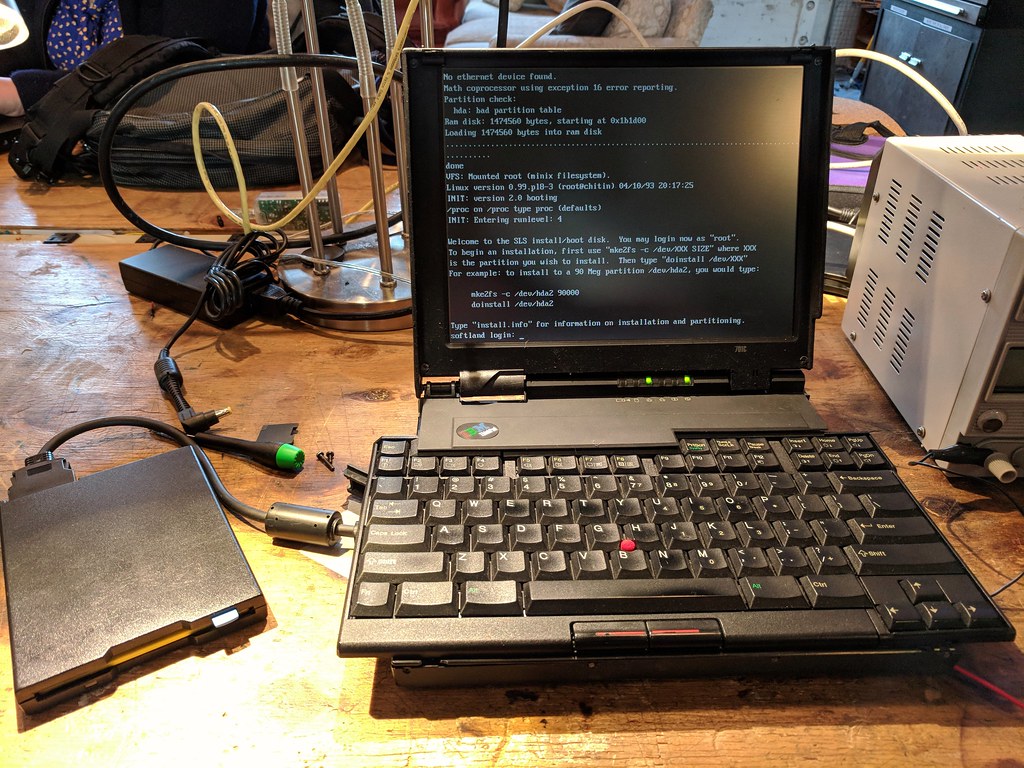 No ethernet device found.
Math coprocessor using exception 16 error reporting.
Partition check:
hda: bad partition table
Ram disk: 1474560 bytes, starting at 0x1b1d00
Loading 1474560 bytes into ram disk
..........
done
VFS: Mounted root (minix filesystem).
Linux version 0.99.pl8-3 (root@chitin) 04/10/93 20:17:25
INIT: version 2.0 booting
/proc on /proc type proc (defaults)
INIT: Entering runlevel: 4
Welcome to the SLS install/boot disk.  You may login now as "root".
To begin an installation, first use "mke2fs -c /dev/XXX SIZE" where XXX
is the partition you wish to install.  Then type "doinstall /dev/XXX"
For example: to install to a 90 Meg partition /dev/hda2, you would type:
mke2fs -c /dev/hda2 90000
doinstall /dev/hda2
Type "install.info" for information on installation and partitioning.
softland login: _
701C
Backspace
Q W E R T Y U I O P
Caps Lock A S D F G H J K L Enter
Shift Z X C V B N M Shift
Fn Ctrl Alt Alt Ctrl